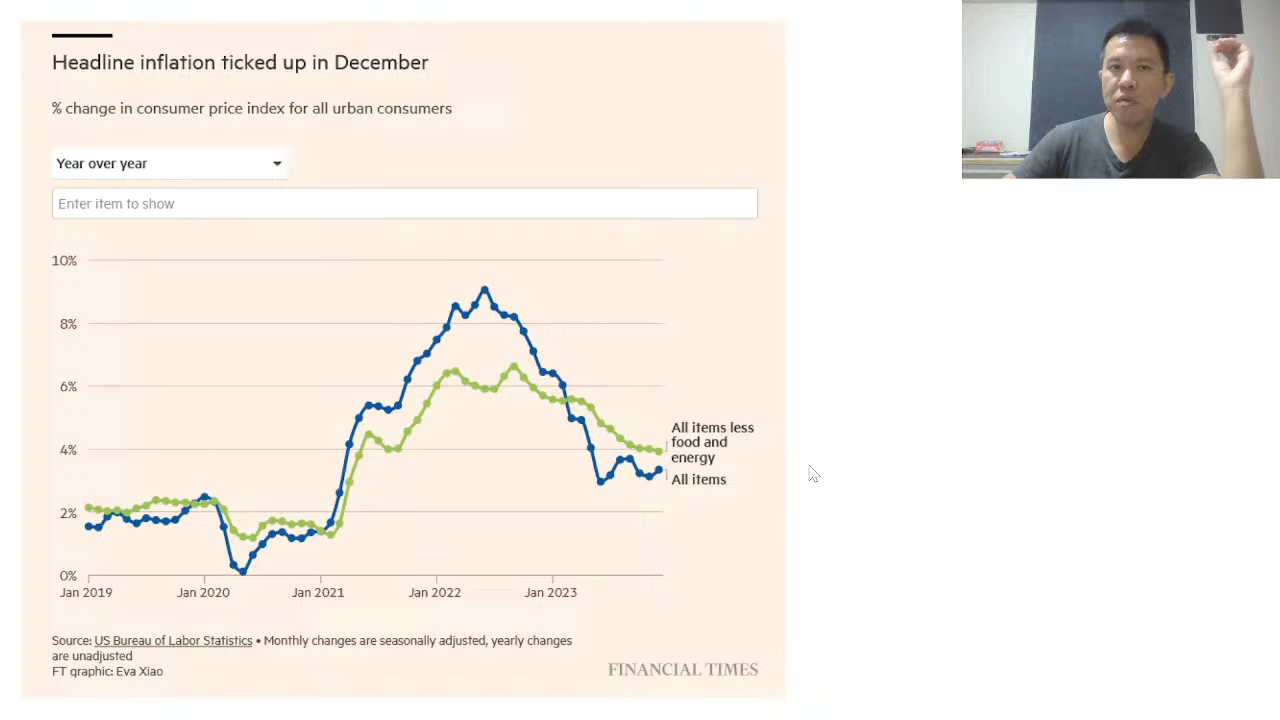 Headline inflation ticked up in December
% change in consumer price index for all urban consumers
Year over year
Enter item to show
10%
8%
6%
4%
2%
0%
All items less
food and
energy
All items
Jan 2019
Jan 2020
Jan 2021
Jan 2022
Jan 2023
Source: US Bureau of Labor Statistics • Monthly changes are seasonally adjusted, yearly changes
are unadjusted
FT graphic: Eva Xiao
FINANCIAL TIMES